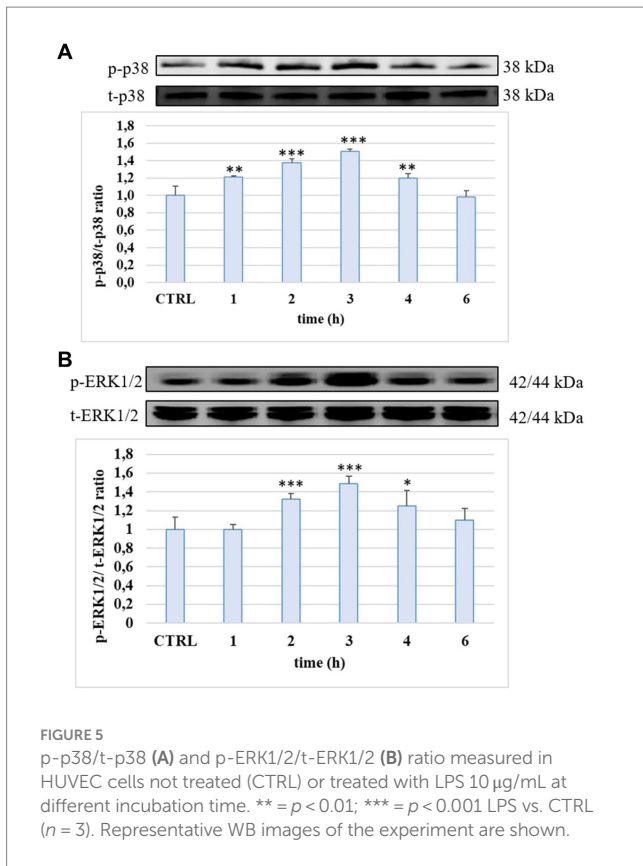 A
p-p38 38 kDa
t-p38 38 kDa
1,8
1,6
1,4
1,2
1,0
0,8
0,6
0,4
0,2
0,0
p-p38/t-p38 ratio
** *** *** **
CTRL 1 2 3 4 6
time (h)
B
p-ERK1/2 42/44 kDa
t-ERK1/2 42/44 kDa
1,8
1,6
1,4
1,2
1
0,8
0,6
0,4
0,2
0
p-ERK1/2/ t-ERK1/2 ratio
*** *** *
CTRL 1 2 3 4 6
time (h)
FIGURE 5
p-p38/t-p38 (A) and p-ERK1/2/t-ERK1/2 (B) ratio measured in
HUVEC cells not treated (CTRL) or treated with LPS 10 μg/mL at
different incubation time. ** = p < 0.01; *** = p < 0.001 LPS vs. CTRL
(n = 3). Representative WB images of the experiment are shown.